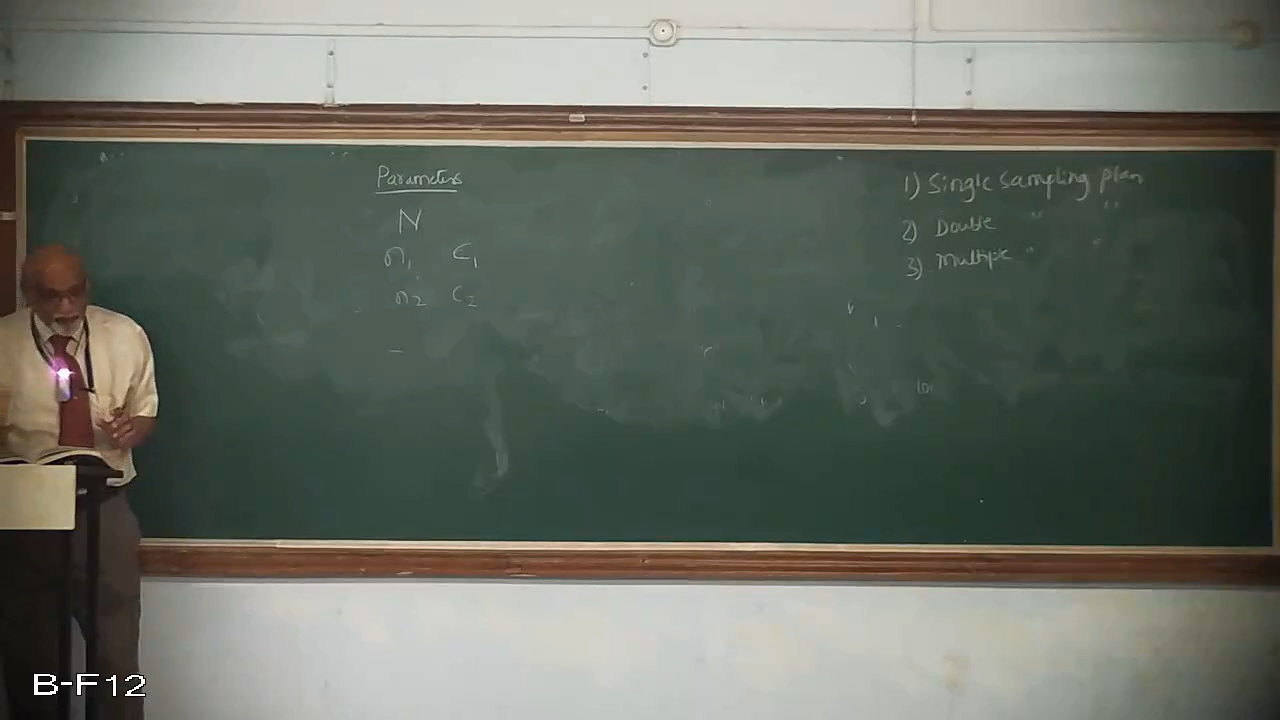 Parameters
N
n₁ C₁
n₂ C₂
1) Single Sampling plan
2) Double " "
3) Multiple " "
B-F12